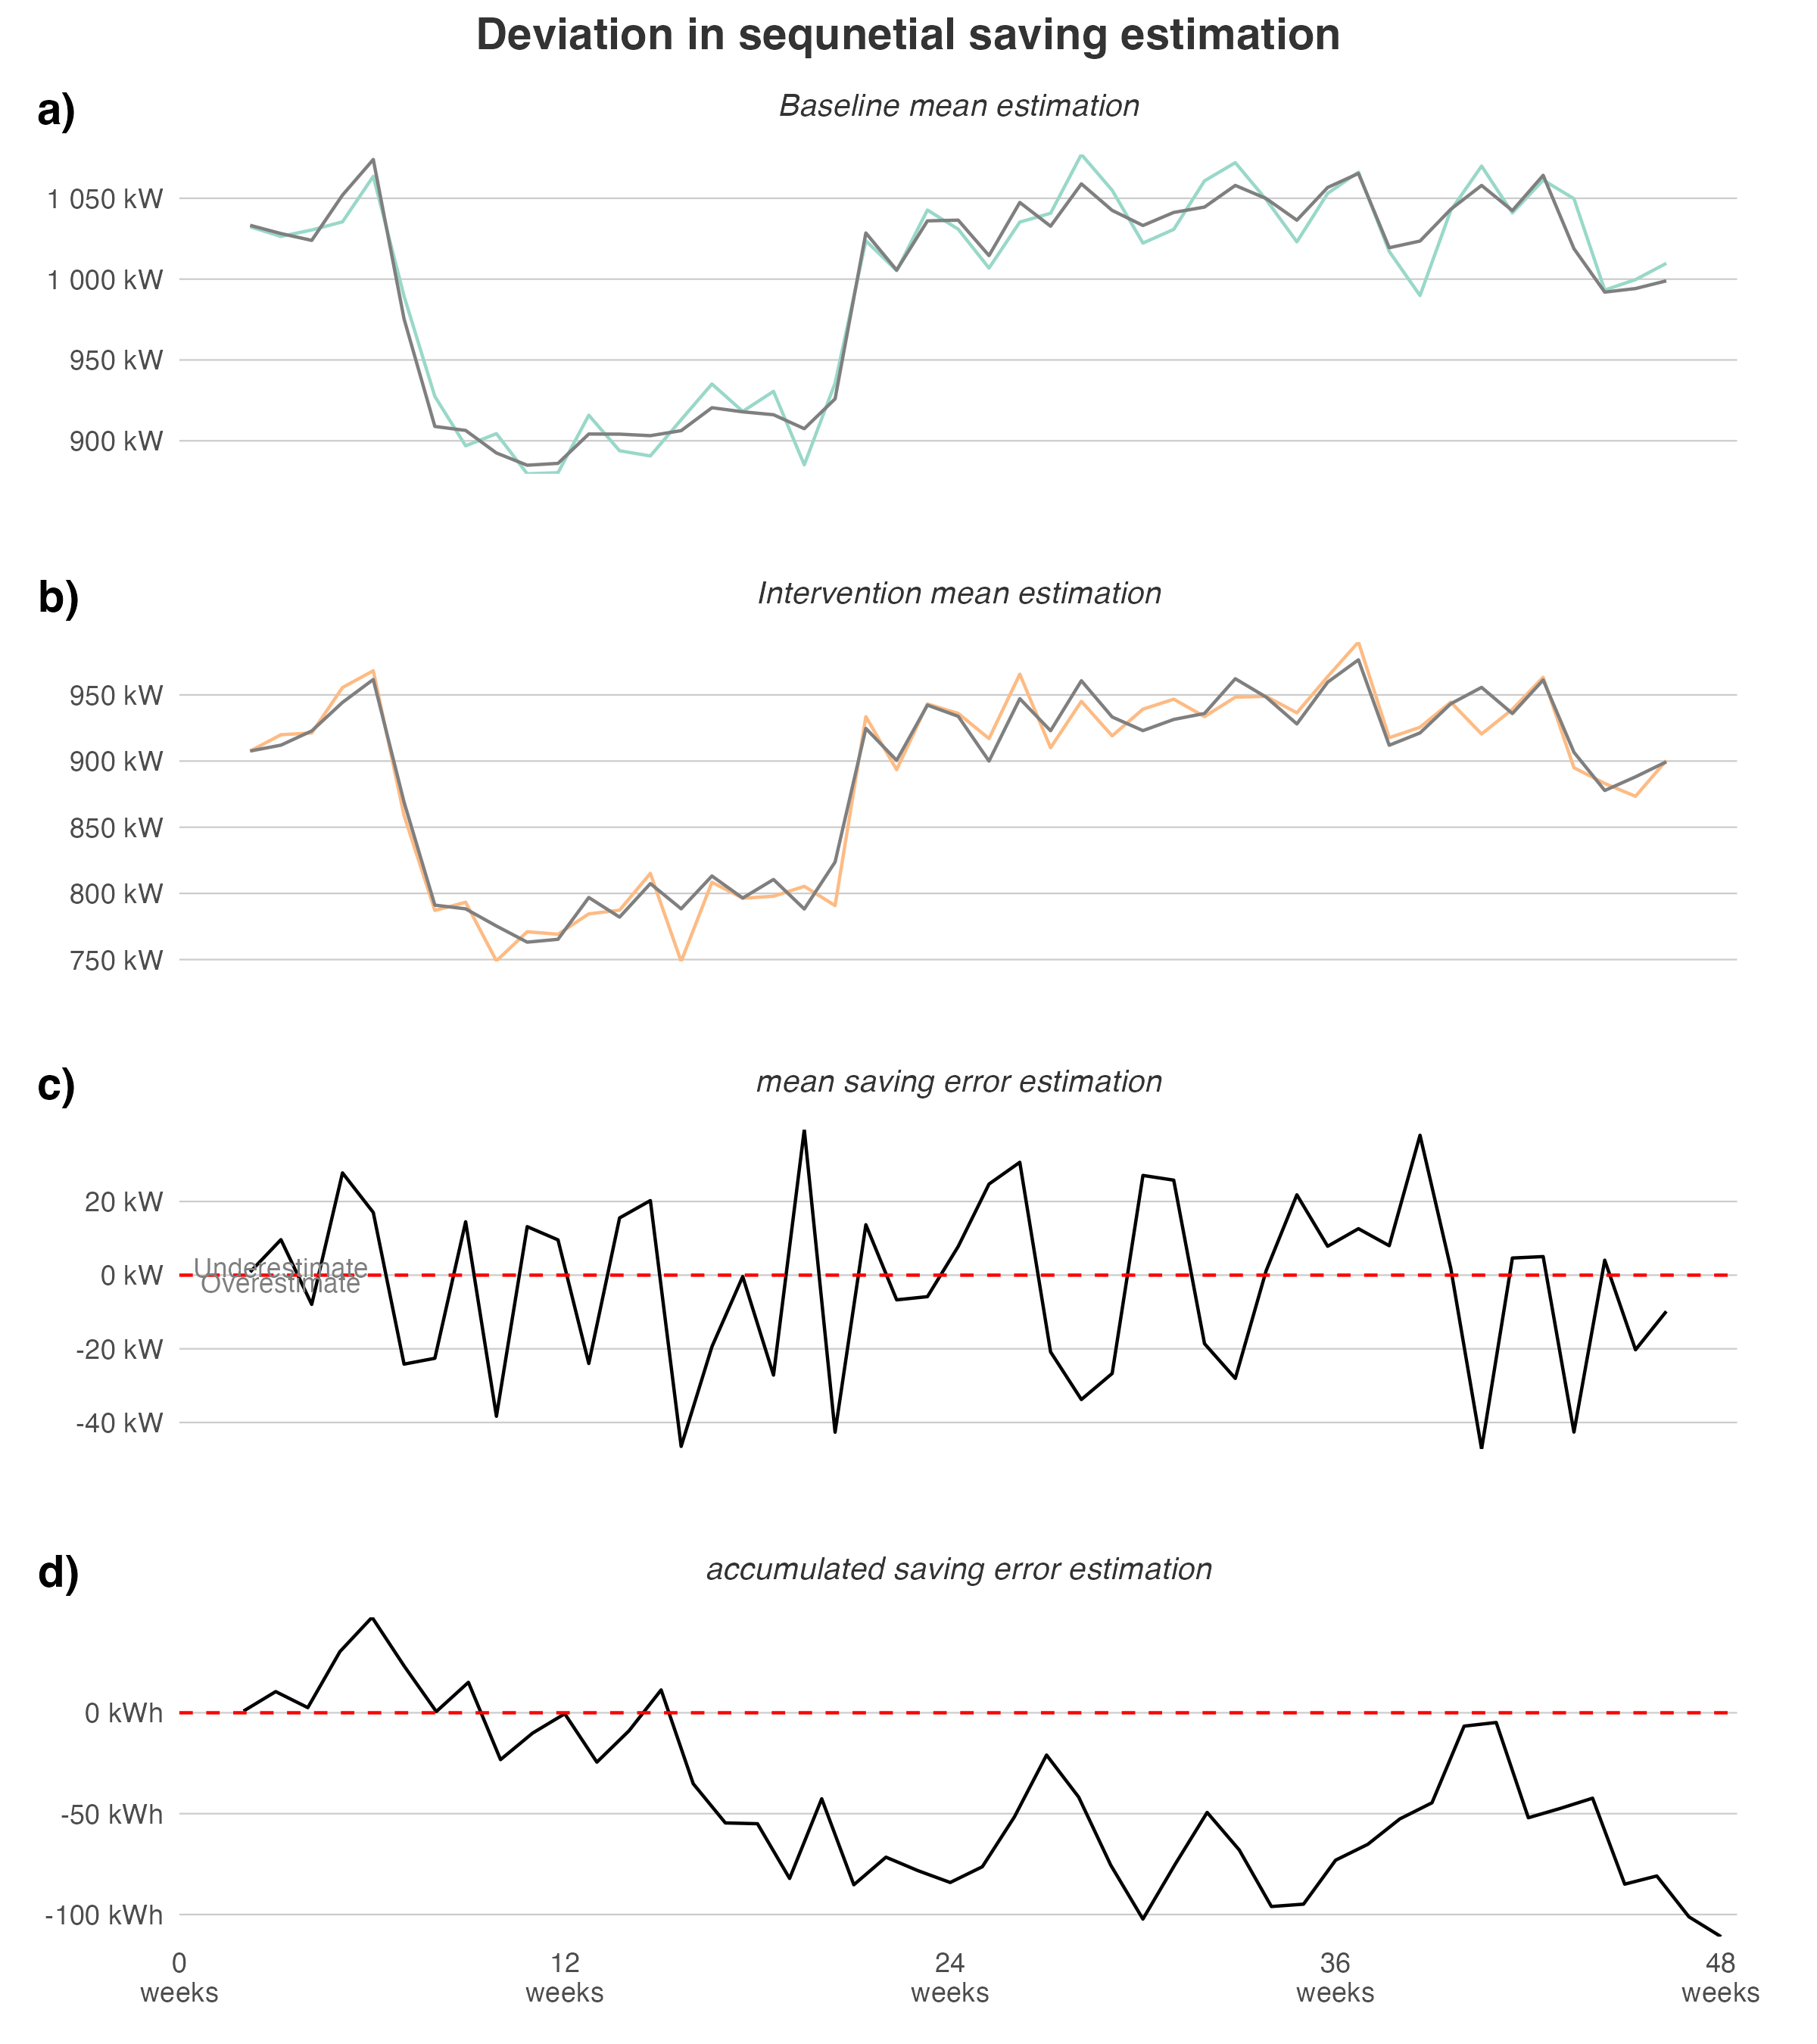 Deviation in sequnetial saving estimation
a)
Baseline mean estimation
1 050 kW
1 000 kW
950 kW
900 kW
b)
Intervention mean estimation
950 kW
900 kW
850 kW
800 kW
750 kW
c)
mean saving error estimation
20 kW
Underestimate
0 kW
Overestimate
-20 kW
-40 kW
d)
accumulated saving error estimation
0 kWh
-50 kWh
-100 kWh
0 12 24 36 48
weeks weeks weeks weeks weeks